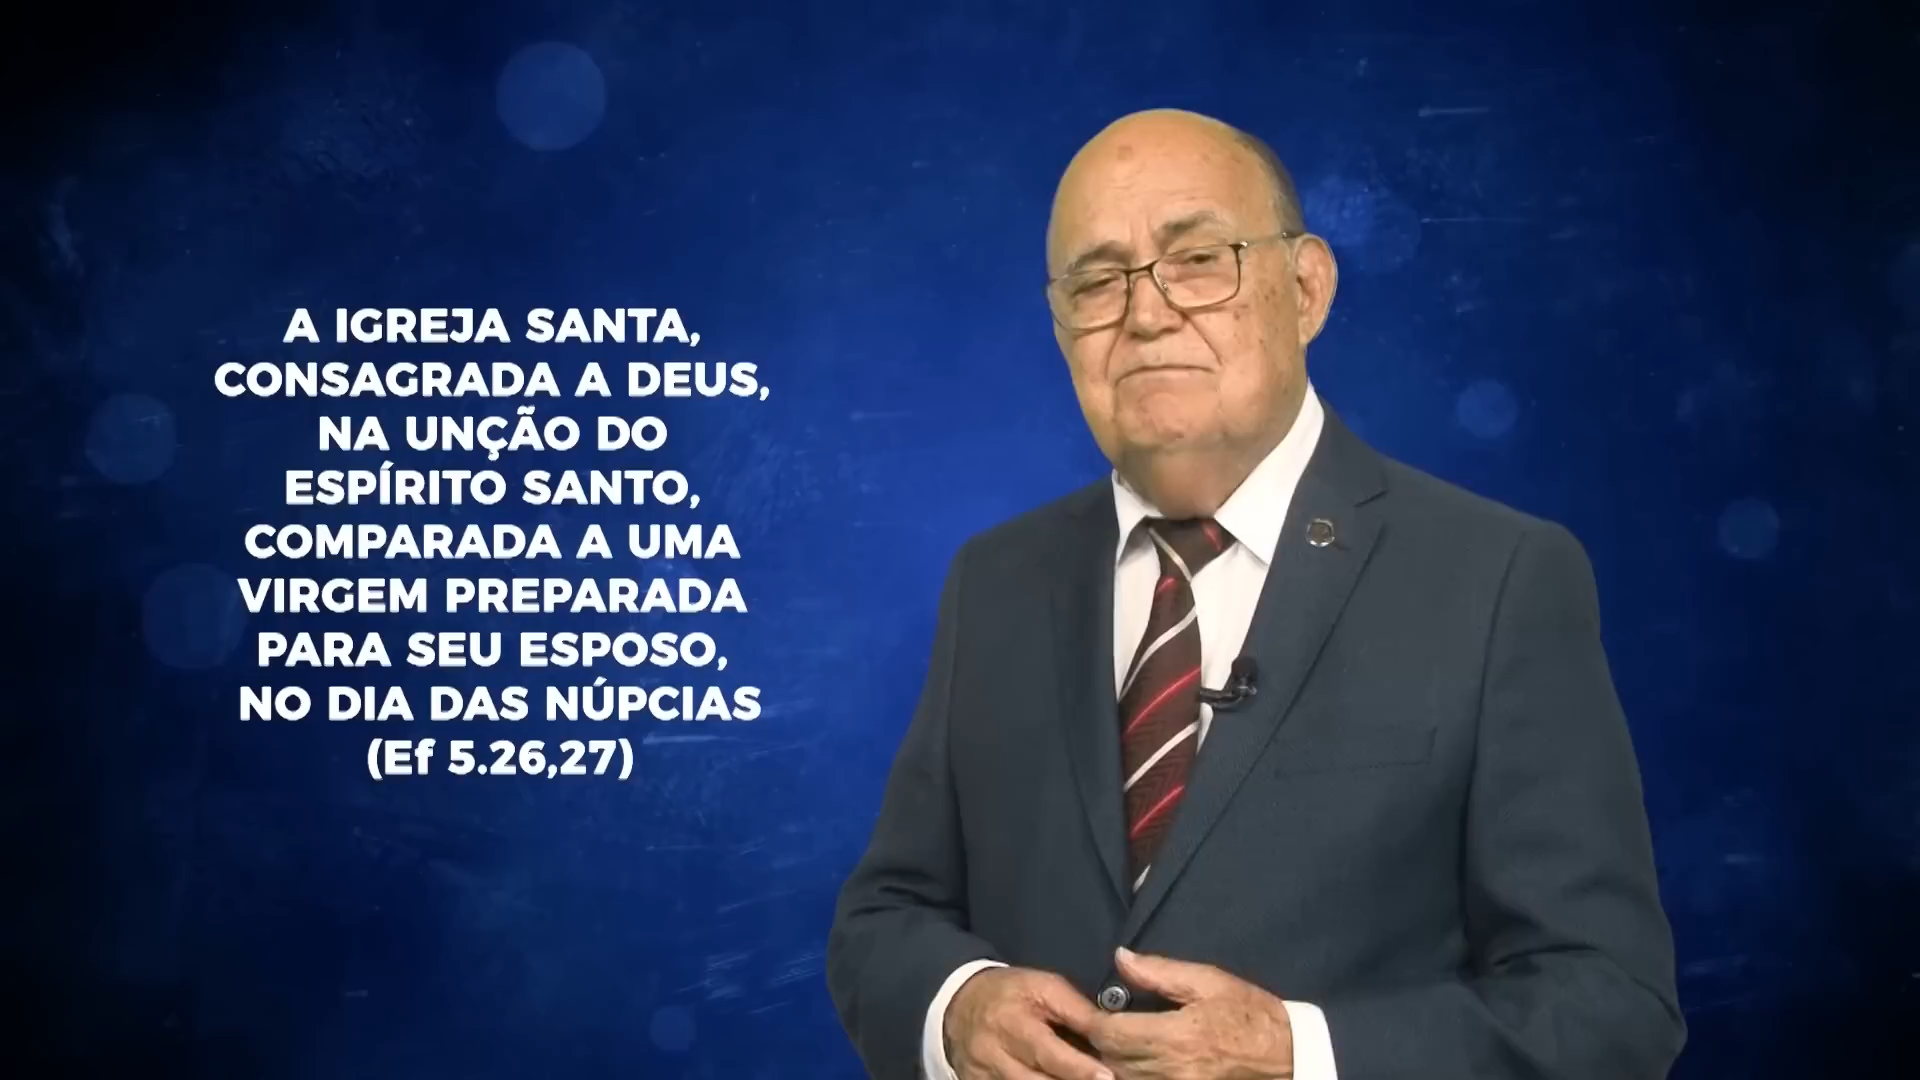 A IGREJA SANTA,
CONSAGRADA A DEUS,
NA UNÇÃO DO
ESPÍRITO SANTO,
COMPARADA A UMA
VIRGEM PREPARADA
PARA SEU ESPOSO,
NO DIA DAS NÚPCIAS
(Ef 5.26,27)